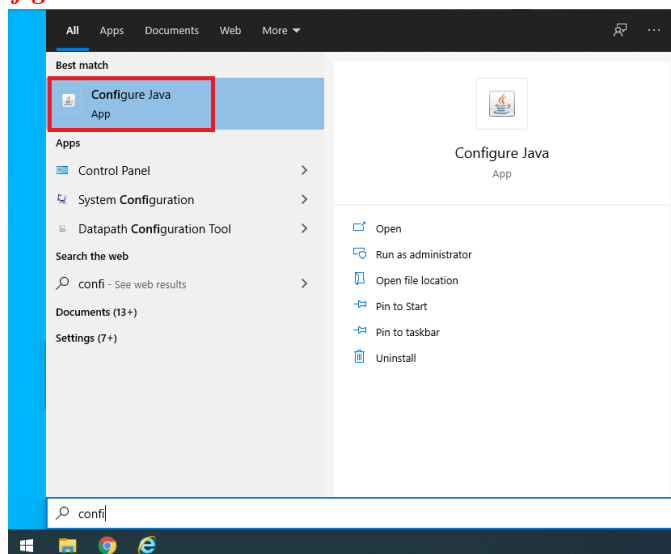 All Apps Documents Web More
Best match
Configure Java
App
Apps
Control Panel
System Configuration
Datapath Configuration Tool
Search the web
confi - See web results
Documents (13+)
Settings (7+)
Configure Java
App
Open
Run as administrator
Open file location
Pin to Start
Pin to taskbar
Uninstall
confi